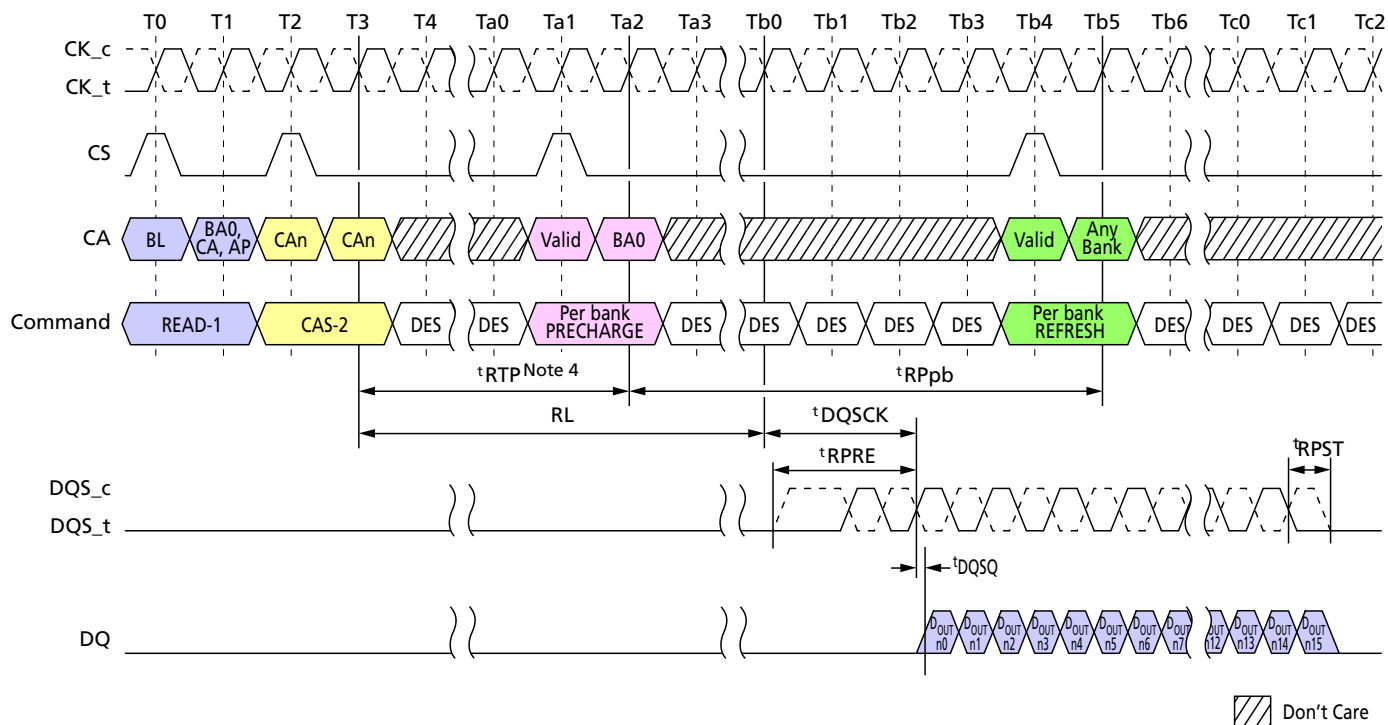 T0 T1 T2 T3 T4 Ta0 Ta1 Ta2 Ta3 Tb0 Tb1 Tb2 Tb3 Tb4 Tb5 Tb6 Tc0 Tc1 Tc2
CK_c
CK_t
CS
CA
BL
BA0,
CA, AP
CAn
CAn
Valid
BA0
Valid
Any
Bank
Command
READ-1
CAS-2
DES
DES
Per bank
PRECHARGE
DES
DES
DES
DES
DES
Per bank
REFRESH
DES
DES
DES
DES
tRTP Note 4
tRPpb
RL
tDQSCK
tRPRE
tRPST
DQS_c
DQS_t
tDQSQ
DQ
DOUT
n0
DOUT
n1
DOUT
n2
DOUT
n3
DOUT
n4
DOUT
n5
DOUT
n6
DOUT
n7
DOUT
n12
DOUT
n13
DOUT
n14
DOUT
n15
Don't Care